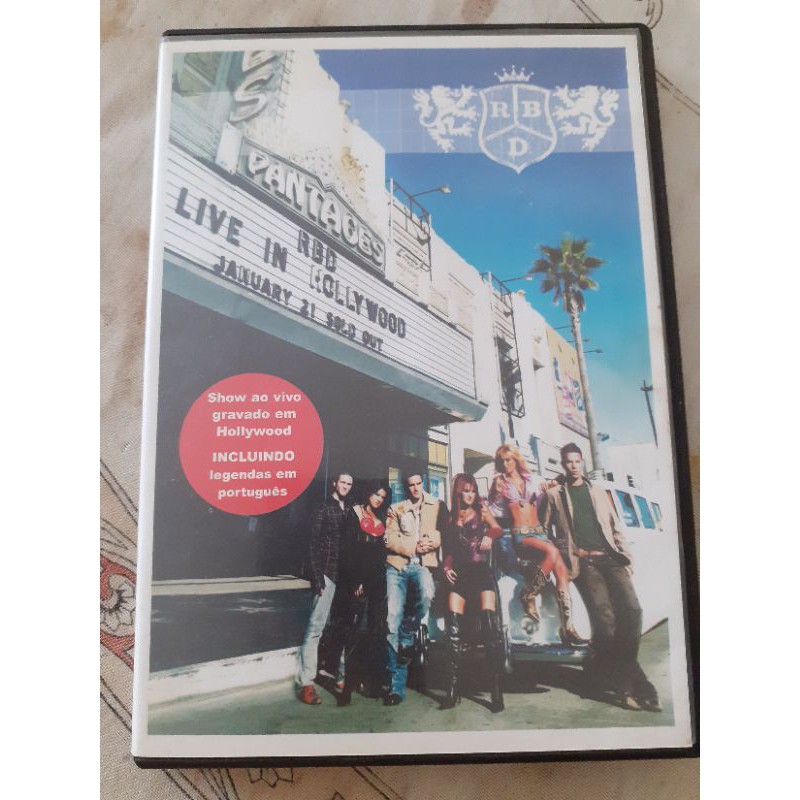 RBD
PANTAGES
RBD
LIVE IN HOLLYWOOD
JANUARY 21 SOLD OUT
Show ao vivo
gravado em
Hollywood
INCLUINDO
legendas em
português